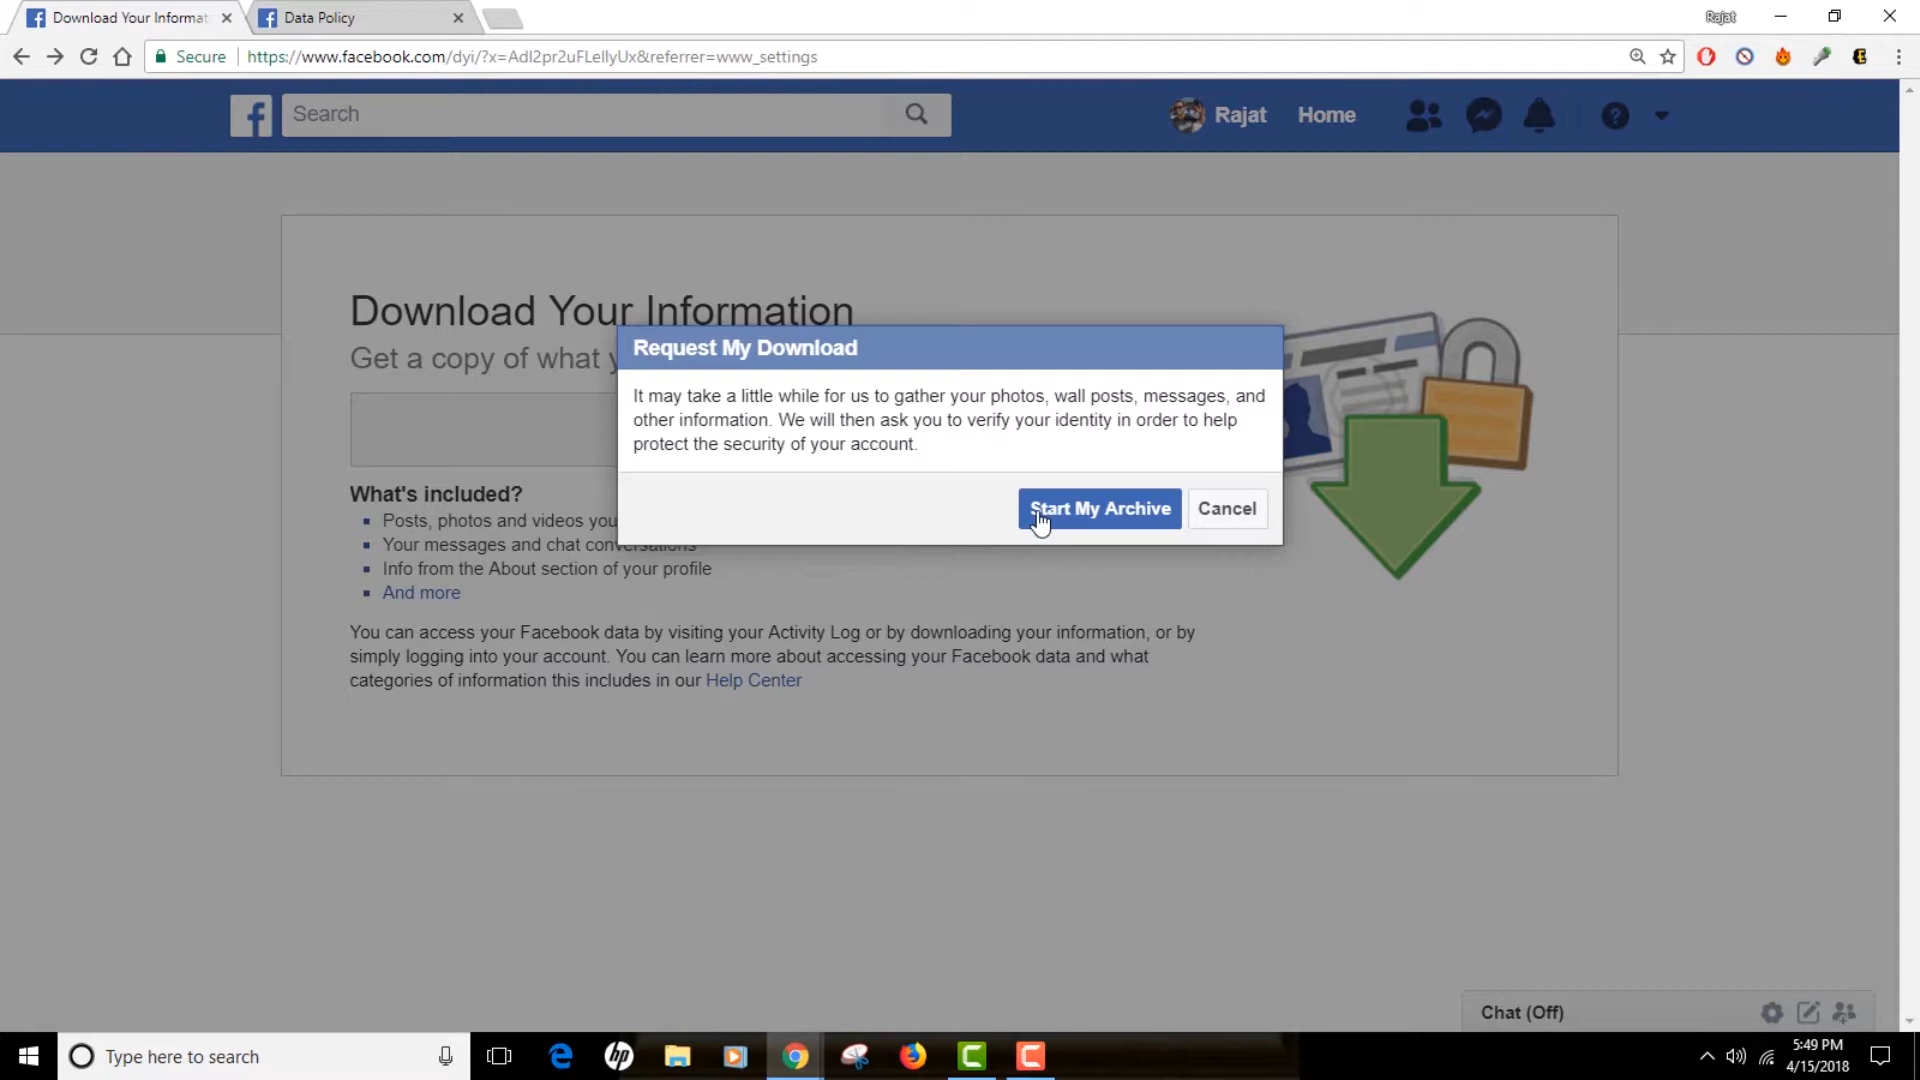 Download Your Informat
Data Policy
Rajat
Secure
https://www.facebook.com/dyi/?x=AdI2pr2uFLellyUx&referrer=www_settings
Search
Rajat
Home
Download Your Information
Get a copy of what
Request My Download
It may take a little while for us to gather your photos, wall posts, messages, and
other information. We will then ask you to verify your identity in order to help
protect the security of your account.
Start My Archive
Cancel
What's included?
Posts, photos and videos you
Your messages and chat conversations
Info from the About section of your profile
And more
You can access your Facebook data by visiting your Activity Log or by downloading your information, or by
simply logging into your account. You can learn more about accessing your Facebook data and what
categories of information this includes in our Help Center
Chat (Off)
Type here to search
5:49 PM
4/15/2018